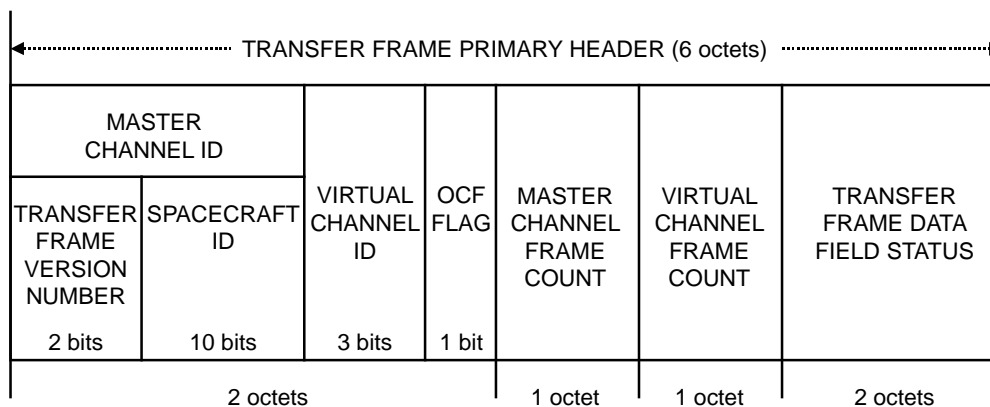 TRANSFER FRAME PRIMARY HEADER (6 octets)
MASTER
CHANNEL ID
TRANSFER
FRAME
VERSION
NUMBER
2 bits
SPACECRAFT
ID
10 bits
VIRTUAL
CHANNEL
ID
3 bits
OCF
FLAG
1 bit
MASTER
CHANNEL
FRAME
COUNT
VIRTUAL
CHANNEL
FRAME
COUNT
TRANSFER
FRAME DATA
FIELD STATUS
2 octets
1 octet
1 octet
2 octets